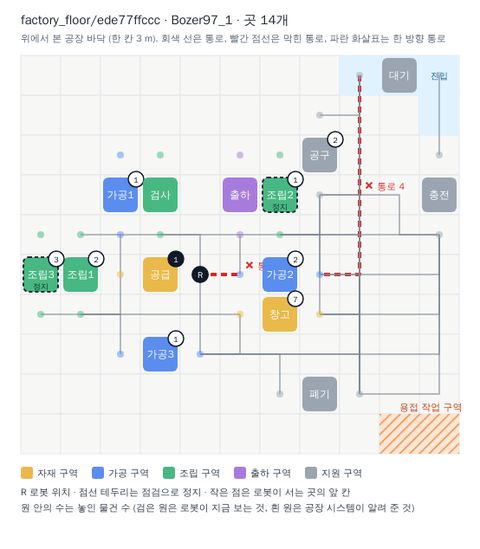 factory_floor/ede77ffccc · Bozer97_1 · 곳 14개
위에서 본 공장 바닥 (한 칸 3 m). 회색 선은 통로, 빨간 점선은 막힌 통로, 파란 화살표는 한 방향 통로
대기
전립
2
공구
1
1
통로 4
가공1
검사
출하
조립2
정지
충전
3
2
1
2
조립3
정지
조립1
공급
R
가공2
7
창고
1
가공3
폐기
용접 작업 구역
자재 구역
가공 구역
조립 구역
출하 구역
지원 구역
R 로봇 위치 · 점선 테두리는 점검으로 정지 · 작은 점은 로봇이 서는 곳의 앞 칸
원 안의 수는 놓인 물건 수 (검은 원은 로봇이 지금 보는 것, 흰 원은 공장 시스템이 알려 준 것)